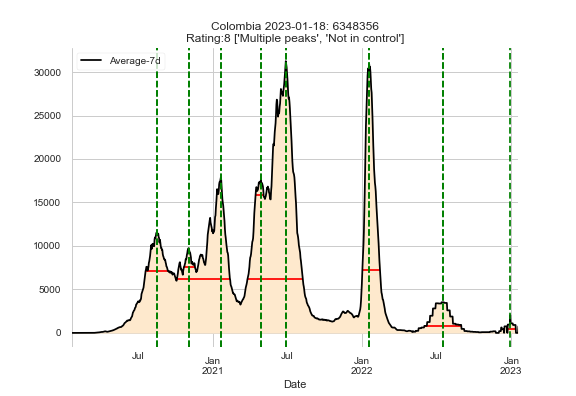 Colombia 2023-01-18: 6348356
Rating:8 ['Multiple peaks', 'Not in control']
Average-7d
30000
25000
20000
15000
10000
5000
0
Jul
Jan
2021
Jul
Jan
2022
Jul
Jan
2023
Date